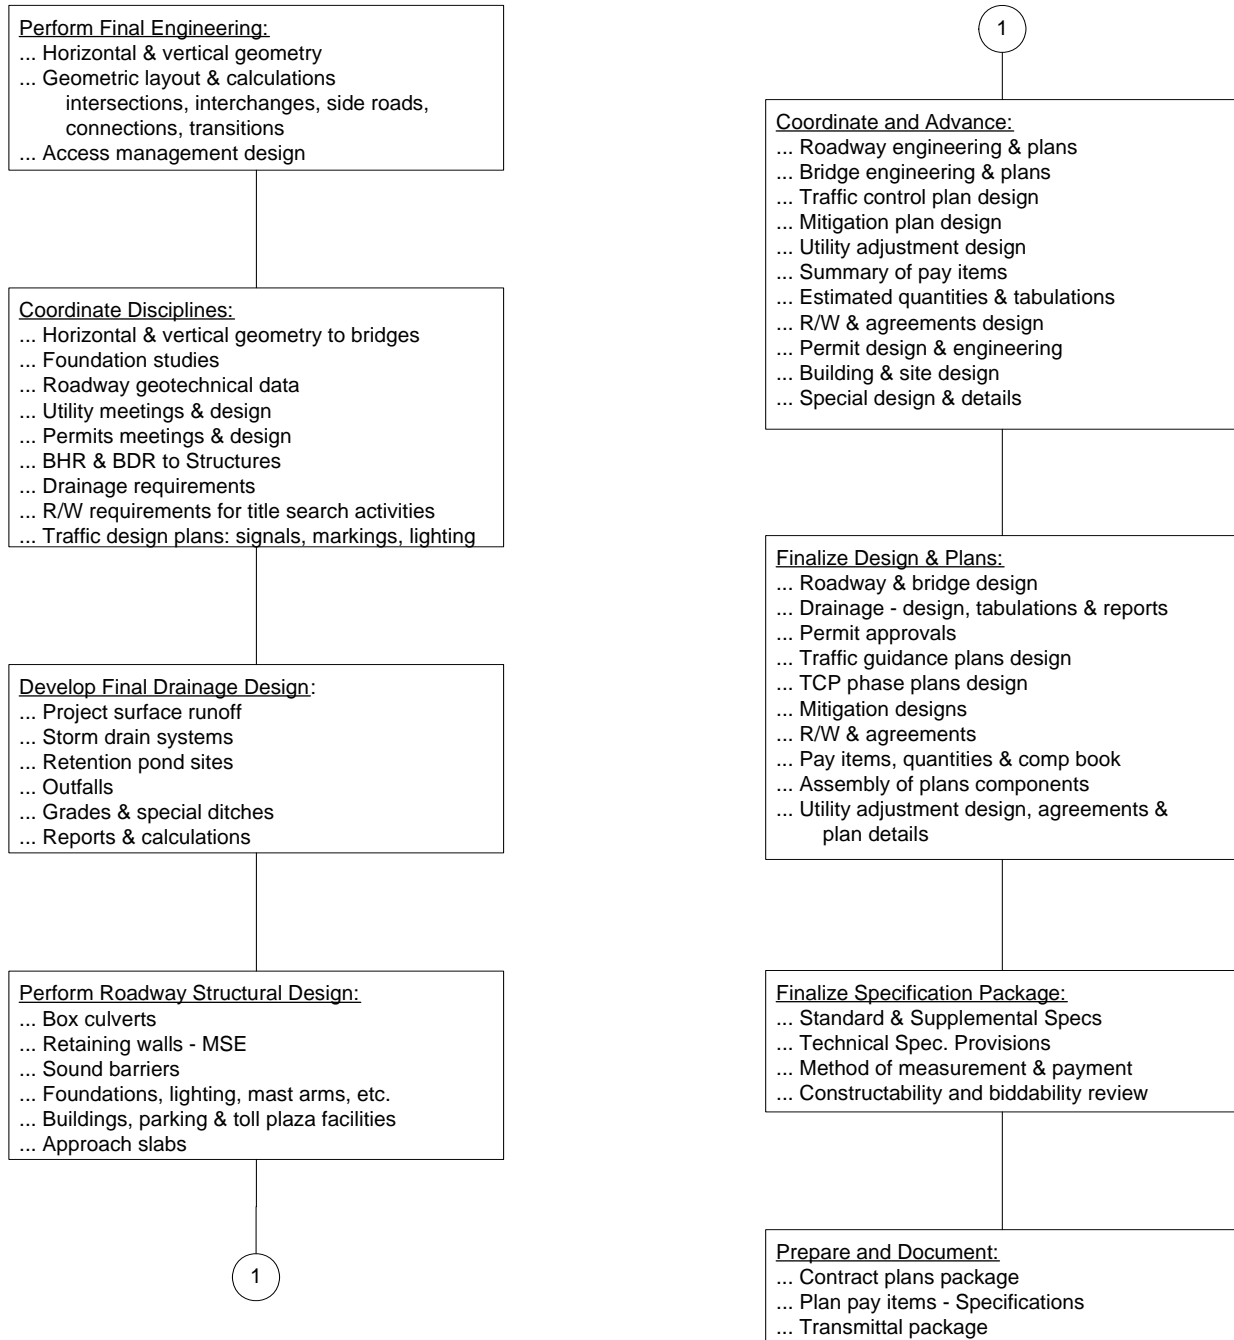 Perform Final Engineering:
... Horizontal & vertical geometry
... Geometric layout & calculations
intersections, interchanges, side roads,
connections, transitions
... Access management design
Coordinate Disciplines:
... Horizontal & vertical geometry to bridges
... Foundation studies
... Roadway geotechnical data
... Utility meetings & design
... Permits meetings & design
... BHR & BDR to Structures
... Drainage requirements
... R/W requirements for title search activities
... Traffic design plans: signals, markings, lighting
Develop Final Drainage Design:
... Project surface runoff
... Storm drain systems
... Retention pond sites
... Outfalls
... Grades & special ditches
... Reports & calculations
Perform Roadway Structural Design:
... Box culverts
... Retaining walls - MSE
... Sound barriers
... Foundations, lighting, mast arms, etc.
... Buildings, parking & toll plaza facilities
... Approach slabs
1
1
Coordinate and Advance:
... Roadway engineering & plans
... Bridge engineering & plans
... Traffic control plan design
... Mitigation plan design
... Utility adjustment design
... Summary of pay items
... Estimated quantities & tabulations
... R/W & agreements design
... Permit design & engineering
... Building & site design
... Special design & details
Finalize Design & Plans:
... Roadway & bridge design
... Drainage - design, tabulations & reports
... Permit approvals
... Traffic guidance plans design
... TCP phase plans design
... Mitigation designs
... R/W & agreements
... Pay items, quantities & comp book
... Assembly of plans components
... Utility adjustment design, agreements &
plan details
Finalize Specification Package:
... Standard & Supplemental Specs
... Technical Spec. Provisions
... Method of measurement & payment
... Constructability and biddability review
Prepare and Document:
... Contract plans package
... Plan pay items - Specifications
... Transmittal package